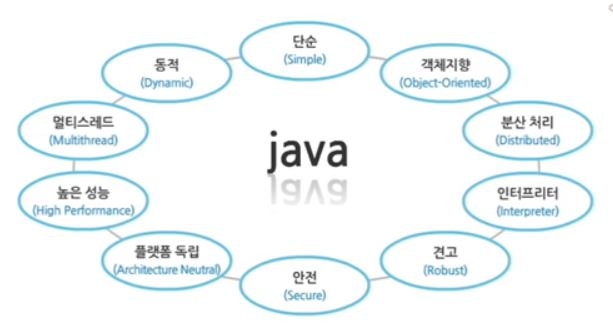 단순
(Simple)
객체지향
(Object-Oriented)
분산 처리
(Distributed)
인터프리터
(Interpreter)
견고
(Robust)
안전
(Secure)
플랫폼 독립
(Architecture Neutral)
높은 성능
(High Performance)
멀티스레드
(Multithread)
동적
(Dynamic)
java